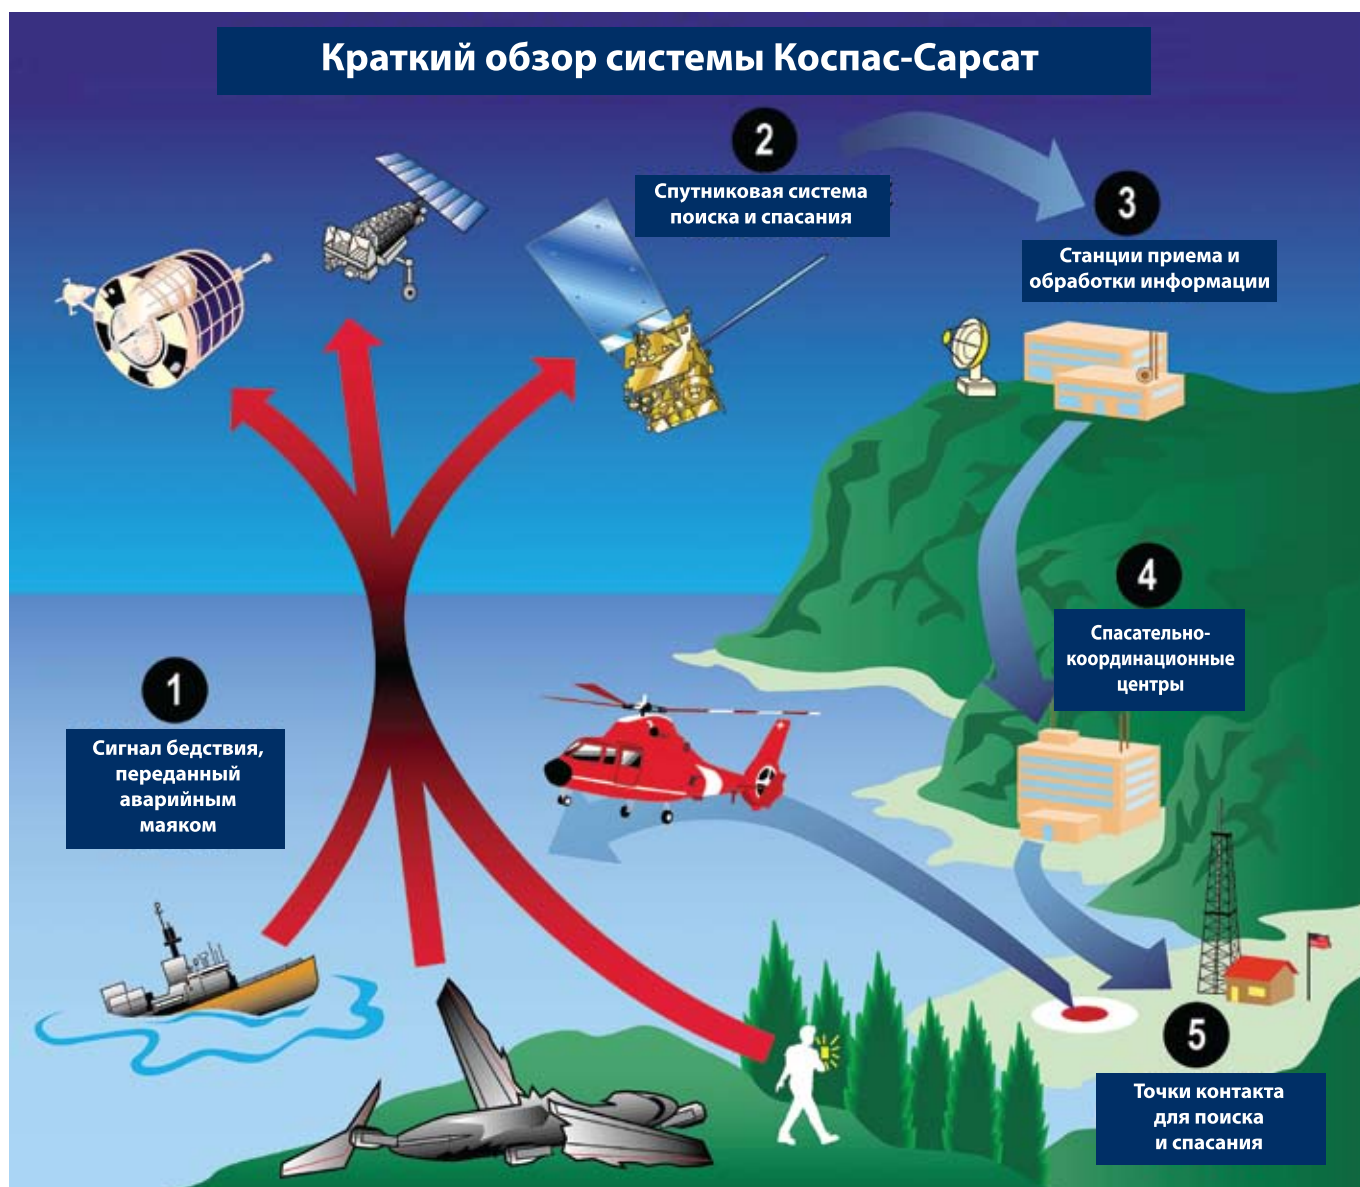 Краткий обзор системы Коспас-Сарсат
2
Спутниковая система
поиска и спасания
3
Станции приема и
обработки информации
4
Спасательно-
координационные
центры
1
Сигнал бедствия,
переданный
аварийным
маяком
5
Точки контакта
для поиска
и спасания